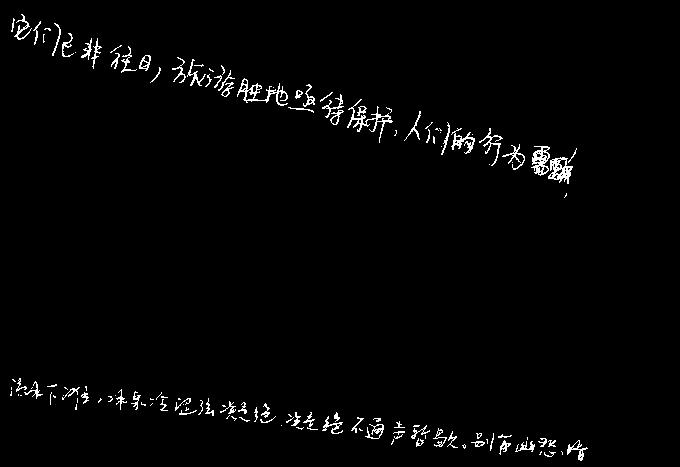 它们已非往日，旅游胜地亟待保护，人们的行为需
流水下滩，冰泉冷涩弦凝绝，凝绝不通声暂歇。别有幽愁、暗